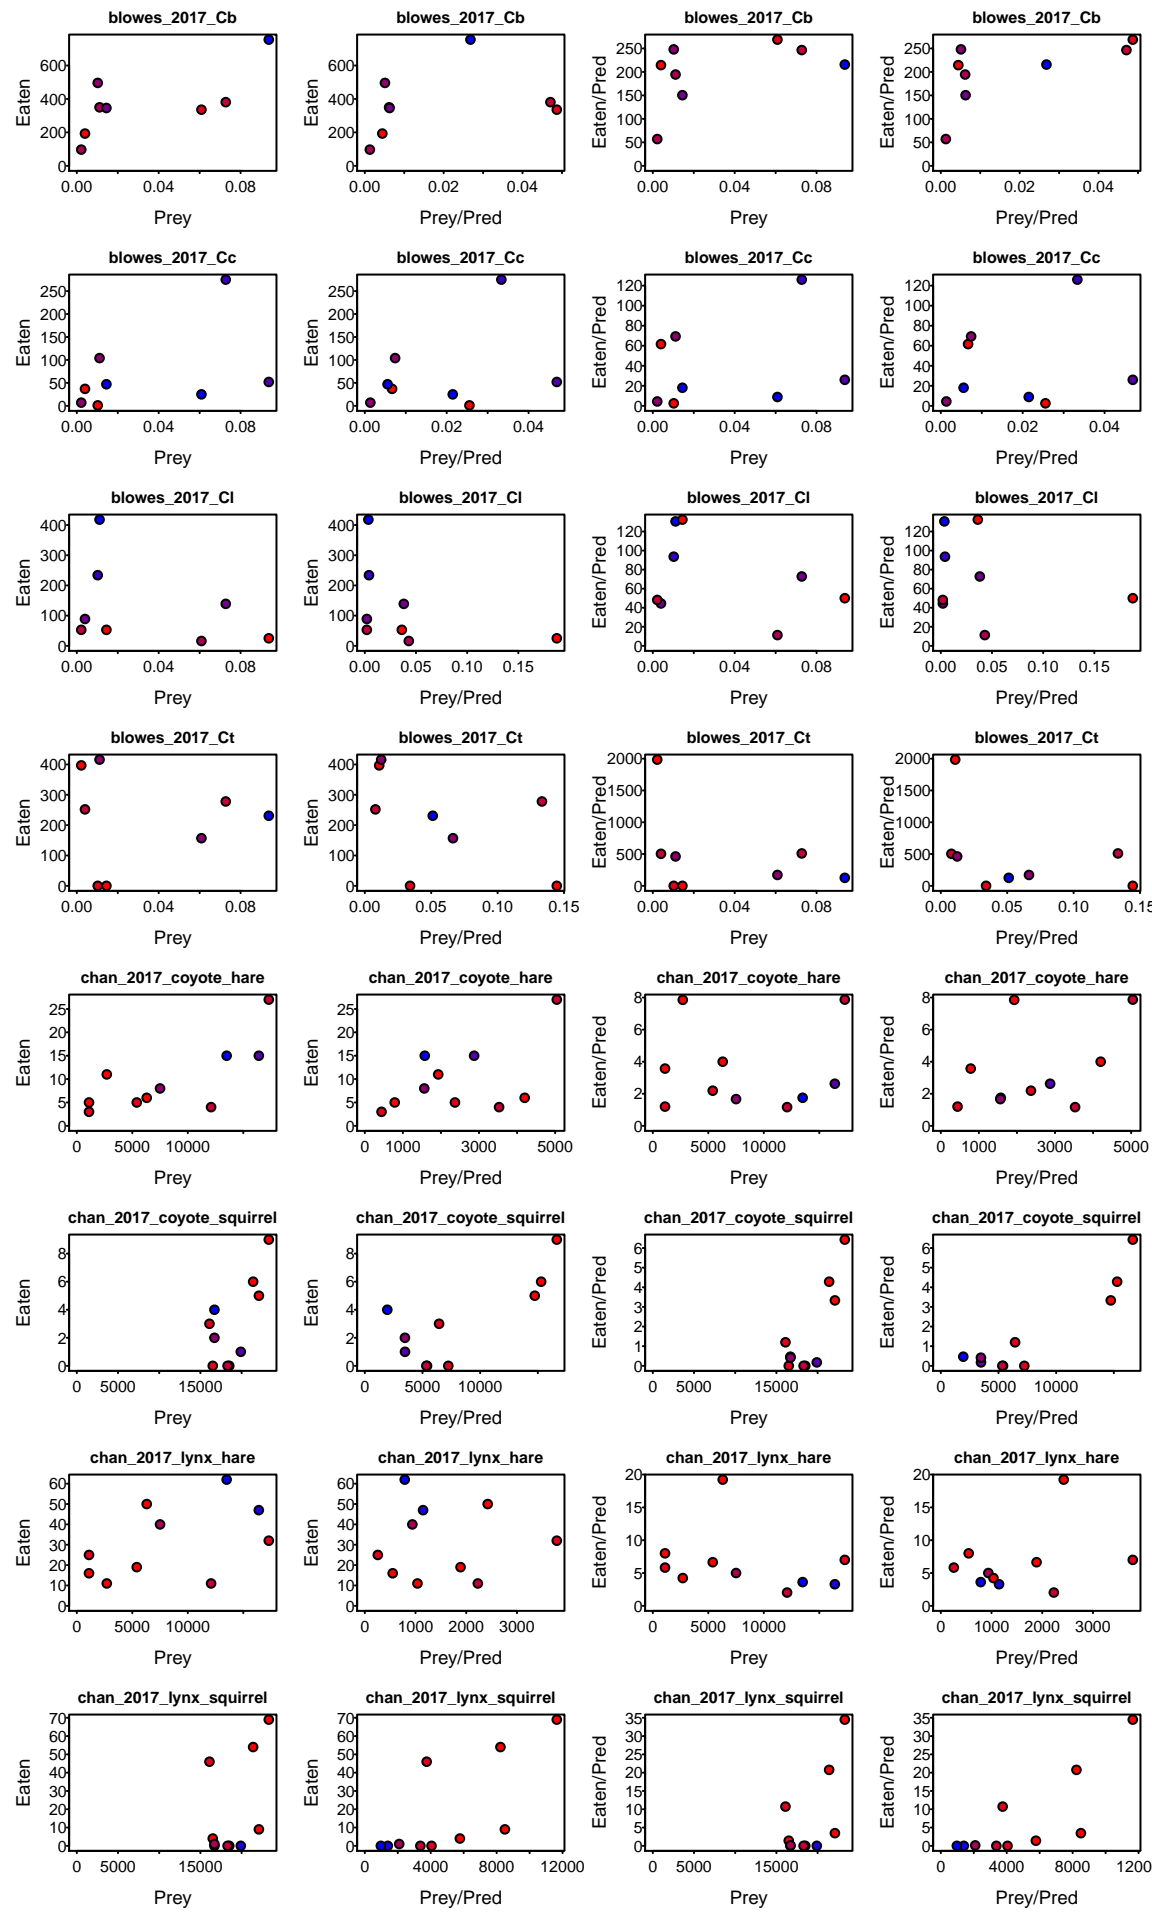 blowes_2017_Cb
Eaten
600
400
200
0
0.00 0.04 0.08
Prey
blowes_2017_Cb
Eaten
600
400
200
0
0.00 0.02 0.04
Prey/Pred
blowes_2017_Cb
Eaten/Pred
250
200
150
100
50
0
0.00 0.04 0.08
Prey
blowes_2017_Cb
Eaten/Pred
250
200
150
100
50
0
0.00 0.02 0.04
Prey/Pred
blowes_2017_Cc
Eaten
250
200
150
100
50
0
0.00 0.04 0.08
Prey
blowes_2017_Cc
Eaten
250
200
150
100
50
0
0.00 0.02 0.04
Prey/Pred
blowes_2017_Cc
Eaten/Pred
120
100
80
60
40
20
0
0.00 0.04 0.08
Prey
blowes_2017_Cc
Eaten/Pred
120
100
80
60
40
20
0
0.00 0.02 0.04
Prey/Pred
blowes_2017_Cl
Eaten
400
300
200
100
0
0.00 0.04 0.08
Prey
blowes_2017_Cl
Eaten
400
300
200
100
0
0.00 0.05 0.10 0.15
Prey/Pred
blowes_2017_Cl
Eaten/Pred
120
100
80
60
40
20
0
0.00 0.04 0.08
Prey
blowes_2017_Cl
Eaten/Pred
120
100
80
60
40
20
0
0.00 0.05 0.10 0.15
Prey/Pred
blowes_2017_Ct
Eaten
400
300
200
100
0
0.00 0.04 0.08
Prey
blowes_2017_Ct
Eaten
400
300
200
100
0
0.00 0.05 0.10 0.15
Prey/Pred
blowes_2017_Ct
Eaten/Pred
2000
1500
1000
500
0
0.00 0.04 0.08
Prey
blowes_2017_Ct
Eaten/Pred
2000
1500
1000
500
0
0.00 0.05 0.10 0.15
Prey/Pred
chan_2017_coyote_hare
Eaten
25
20
15
10
5
0
0 5000 10000
Prey
chan_2017_coyote_hare
Eaten
25
20
15
10
5
0
0 1000 3000 5000
Prey/Pred
chan_2017_coyote_hare
Eaten/Pred
8
6
4
2
0
0 5000 10000
Prey
chan_2017_coyote_hare
Eaten/Pred
8
6
4
2
0
0 1000 3000 5000
Prey/Pred
chan_2017_coyote_squirrel
Eaten
8
6
4
2
0
0 5000 15000
Prey
chan_2017_coyote_squirrel
Eaten
8
6
4
2
0
0 5000 10000
Prey/Pred
chan_2017_coyote_squirrel
Eaten/Pred
6
5
4
3
2
1
0
0 5000 15000
Prey
chan_2017_coyote_squirrel
Eaten/Pred
6
5
4
3
2
1
0
0 5000 10000
Prey/Pred
chan_2017_lynx_hare
Eaten
60
50
40
30
20
10
0
0 5000 10000
Prey
chan_2017_lynx_hare
Eaten
60
50
40
30
20
10
0
0 1000 2000 3000
Prey/Pred
chan_2017_lynx_hare
Eaten/Pred
20
15
10
5
0
0 5000 10000
Prey
chan_2017_lynx_hare
Eaten/Pred
20
15
10
5
0
0 1000 2000 3000
Prey/Pred
chan_2017_lynx_squirrel
Eaten
70
60
50
40
30
20
10
0
0 5000 15000
Prey
chan_2017_lynx_squirrel
Eaten
70
60
50
40
30
20
10
0
0 4000 8000 12000
Prey/Pred
chan_2017_lynx_squirrel
Eaten/Pred
35
30
25
20
15
10
5
0
0 5000 15000
Prey
chan_2017_lynx_squirrel
Eaten/Pred
35
30
25
20
15
10
5
0
0 4000 8000 1200
Prey/Pred